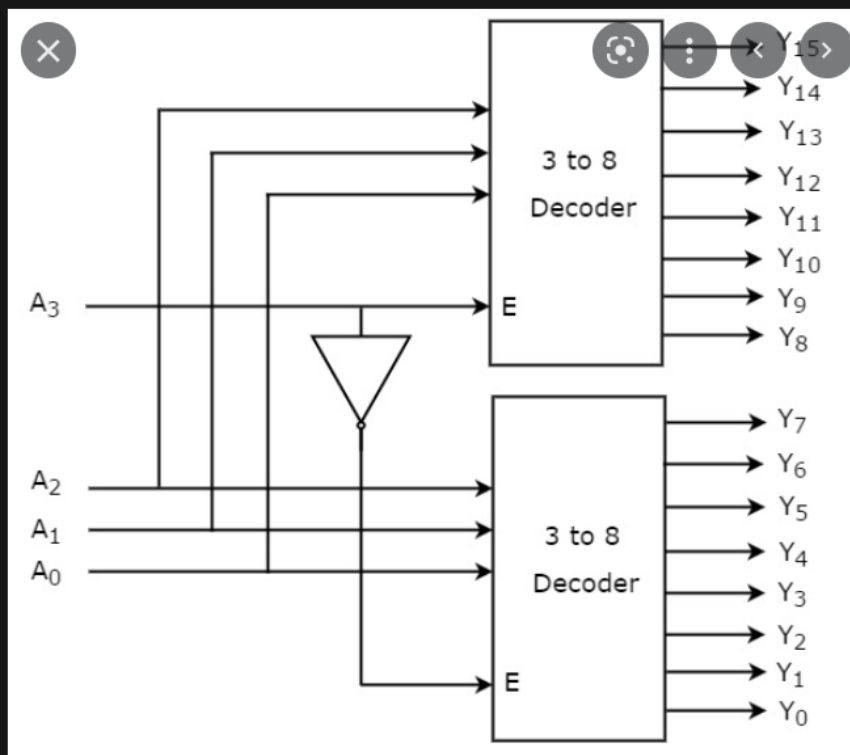 Y15
Y14
3 to 8
Decoder
Y13
Y12
Y11
Y10
A3
E
Y9
Y8
Y7
A2
Y6
A1
Y5
3 to 8
Decoder
Y4
A0
Y3
Y2
E
Y1
Y0